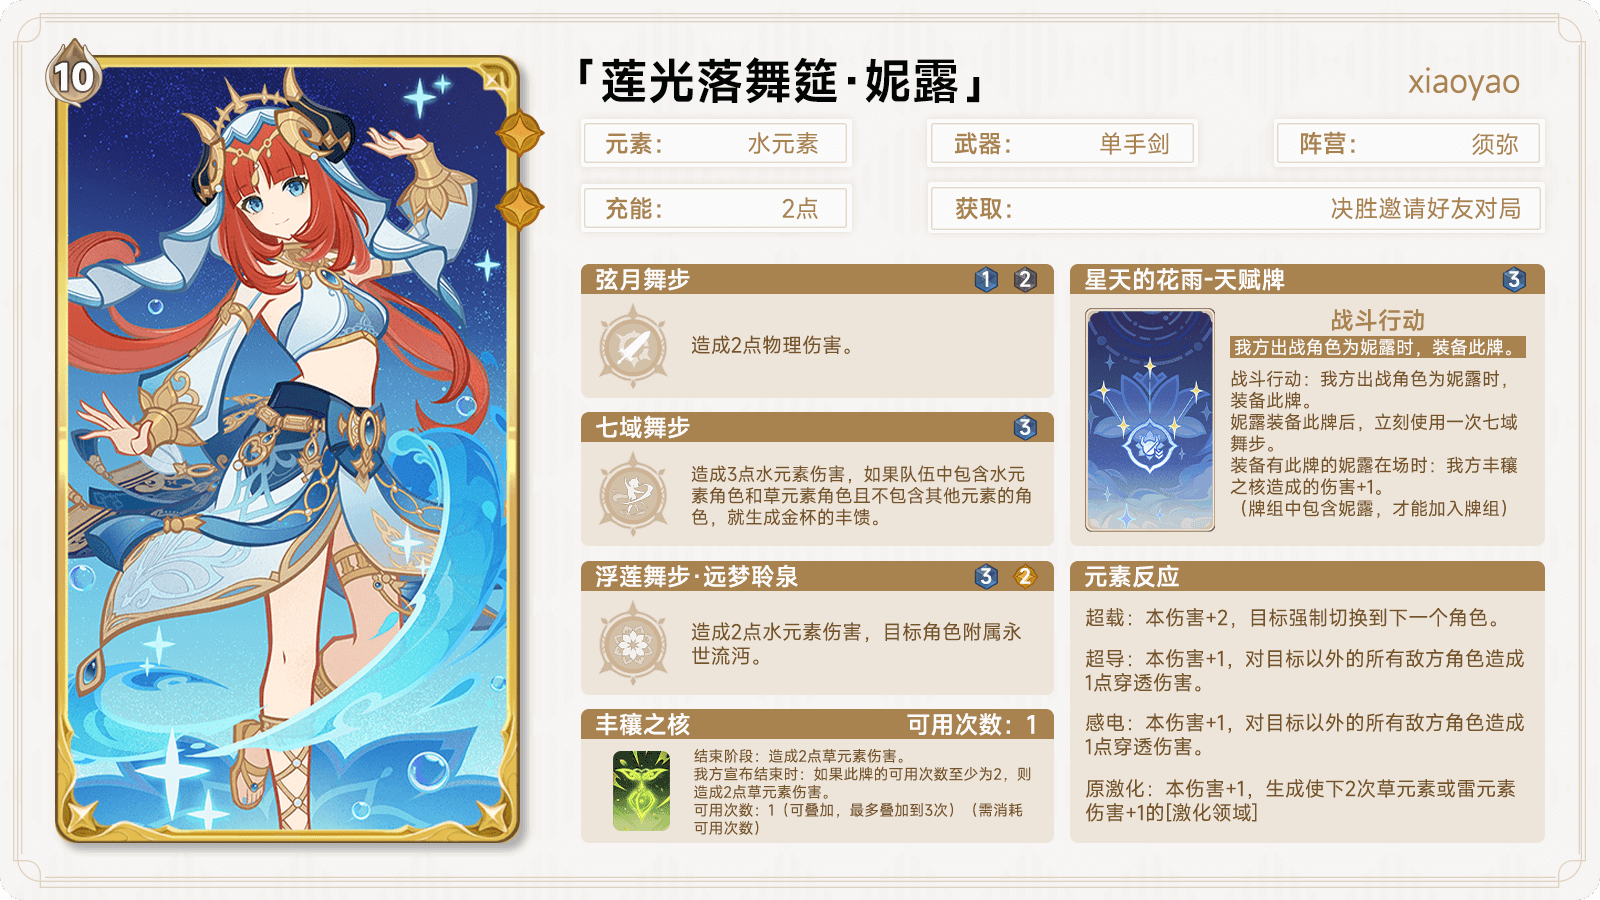 10
「莲光落舞筵·妮露」
xiaoyao
元素： 水元素
武器： 单手剑
阵营： 须弥
充能： 2点
获取： 决胜邀请好友对局
弦月舞步 1 2
造成2点物理伤害。
七域舞步 3
造成3点水元素伤害，如果队伍中包含水元
素角色和草元素角色且不包含其他元素的角
色，就生成金杯的丰馈。
浮莲舞步·远梦聆泉 3 2
造成2点水元素伤害，目标角色附属永
世流沔。
丰穰之核 可用次数：1
结束阶段：造成2点草元素伤害。
我方宣布结束时：如果此牌的可用次数至少为2，则
造成2点草元素伤害。
可用次数：1（可叠加，最多叠加到3次）（需消耗
可用次数）
星天的花雨-天赋牌 3
战斗行动
我方出战角色为妮露时，装备此牌。
战斗行动：我方出战角色为妮露时，
装备此牌。
妮露装备此牌后，立刻使用一次七域
舞步。
装备有此牌的妮露在场时：我方丰穰
之核造成的伤害+1。
（牌组中包含妮露，才能加入牌组）
元素反应
超载：本伤害+2，目标强制切换到下一个角色。
超导：本伤害+1，对目标以外的所有敌方角色造成
1点穿透伤害。
感电：本伤害+1，对目标以外的所有敌方角色造成
1点穿透伤害。
原激化：本伤害+1，生成使下2次草元素或雷元素
伤害+1的[激化领域]